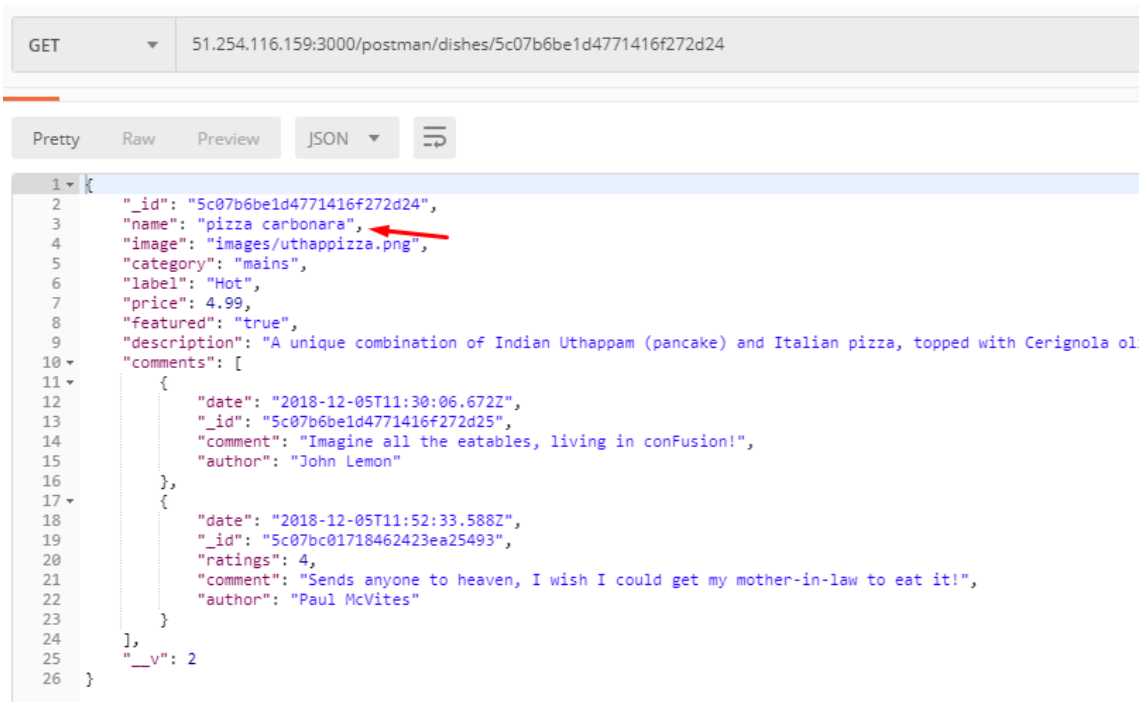 GET 51.254.116.159:3000/postman/dishes/5c07b6be1d4771416f272d24
Pretty Raw Preview JSON
1 {
2 "_id": "5c07b6be1d4771416f272d24",
3 "name": "pizza carbonara",
4 "image": "images/uthappizza.png",
5 "category": "mains",
6 "label": "Hot",
7 "price": 4.99,
8 "featured": "true",
9 "description": "A unique combination of Indian Uthappam (pancake) and Italian pizza, topped with Cerignola ol
10 "comments": [
11 {
12 "date": "2018-12-05T11:30:06.672Z",
13 "_id": "5c07b6be1d4771416f272d25",
14 "comment": "Imagine all the eatables, living in conFusion!",
15 "author": "John Lemon"
16 },
17 {
18 "date": "2018-12-05T11:52:33.588Z",
19 "_id": "5c07bc01718462423ea25493",
20 "ratings": 4,
21 "comment": "Sends anyone to heaven, I wish I could get my mother-in-law to eat it!",
22 "author": "Paul McVites"
23 }
24 ],
25 "__v": 2
26 }